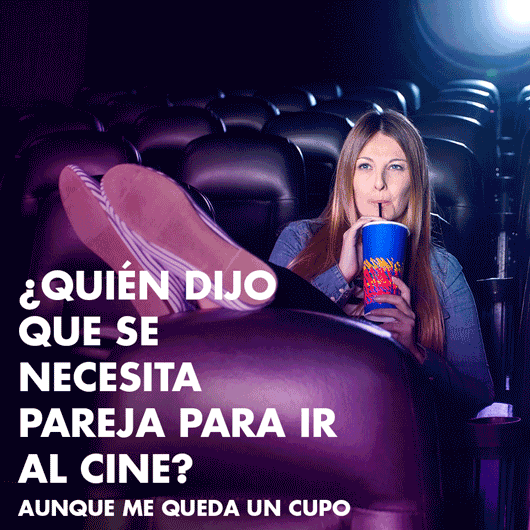 ¿QUIÉN DIJO
QUE SE
NECESITA
PAREJA PARA IR
AL CINE?
AUNQUE ME QUEDA UN CUPO